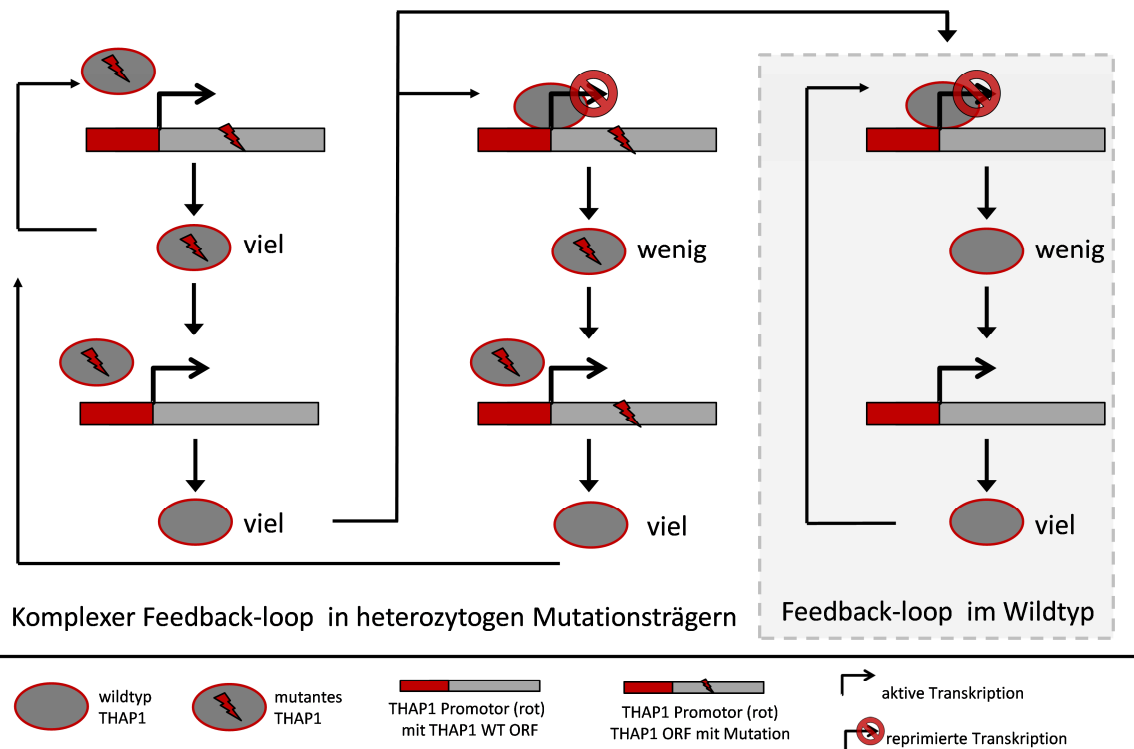 viel
wenig
wenig
viel
viel
viel
Komplexer Feedback-loop in heterozytogen Mutationsträgern
Feedback-loop im Wildtyp
wildtyp
THAP1
mutantes
THAP1
THAP1 Promotor (rot)
mit THAP1 WT ORF
THAP1 Promotor (rot)
THAP1 ORF mit Mutation
aktive Transkription
reprimierte Transkription